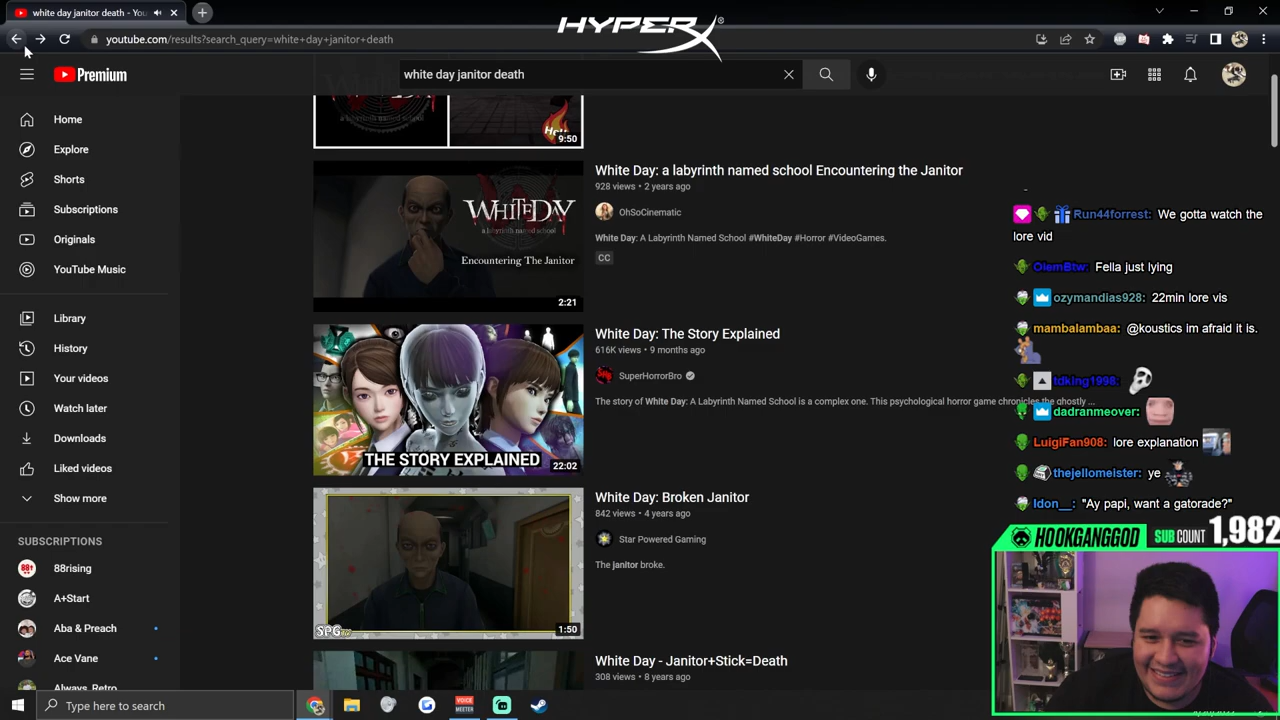 white day janitor death - You
HYPERX
youtube.com/results?search_query=white+day+janitor+death
Premium
white day janitor death
Home
Explore
Shorts
Subscriptions
Originals
YouTube Music
Library
History
Your videos
Watch later
Downloads
Liked videos
Show more
SUBSCRIPTIONS
88rising
A+Start
Aba & Preach
Ace Vane
Always, Retro
9:50
WHITEDAY
a labyrinth named school
Encountering The Janitor
2:21
White Day: a labyrinth named school Encountering the Janitor
928 views • 2 years ago
OhSoCinematic
White Day: A Labyrinth Named School #WhiteDay #Horror #VideoGames.
CC
THE STORY EXPLAINED
22:02
White Day: The Story Explained
616K views • 9 months ago
SuperHorrorBro
The story of White Day: A Labyrinth Named School is a complex one. This psychological horror game chronicles the ghostly ...
SPG
1:50
White Day: Broken Janitor
842 views • 4 years ago
Star Powered Gaming
The janitor broke.
White Day - Janitor+Stick=Death
308 views • 8 years ago
Run44forrest: We gotta watch the
lore vid
OlemBtw: Fella just lying
ozymandias928: 22min lore vis
mambalambaa: @koustics im afraid it is.
tdking1998:
dadranmeover:
LuigiFan908: lore explanation
thejellomeister: ye
ldon__: "Ay papi, want a gatorade?"
HOOKGANGGOD
SUB COUNT 1,982
Type here to search
VOICE
MEETER